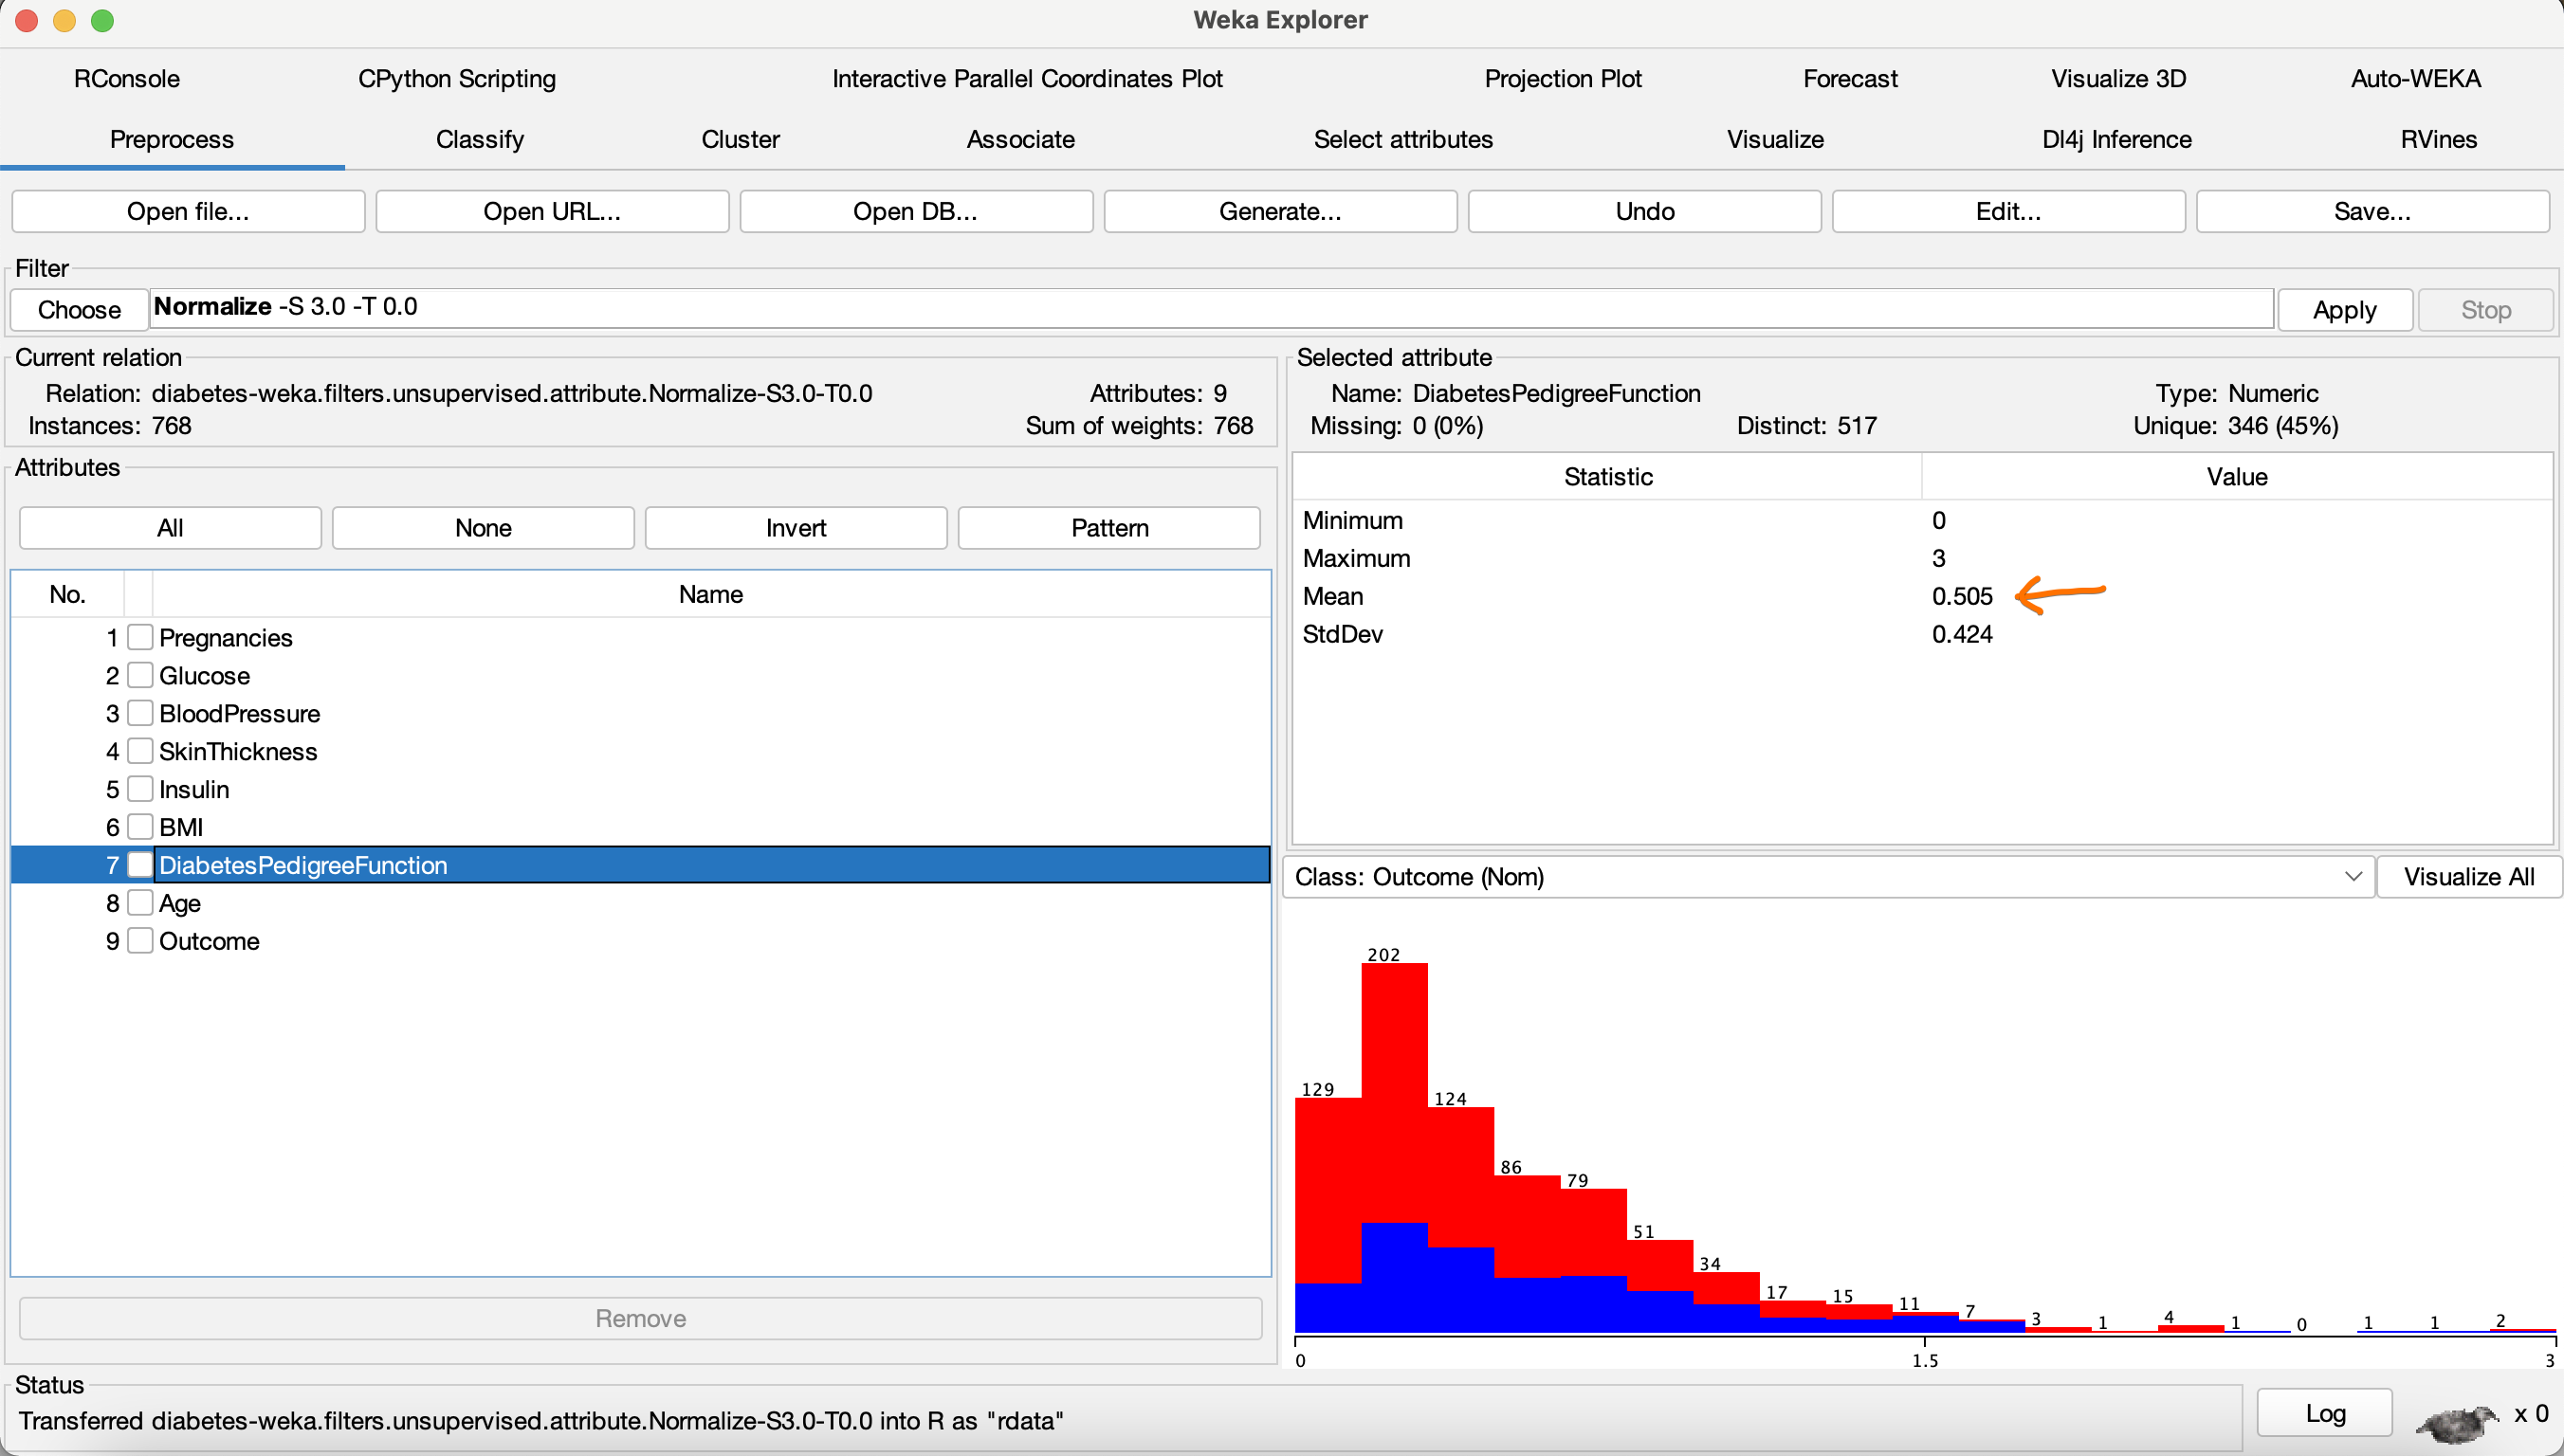 Weka Explorer
RConsole CPython Scripting Interactive Parallel Coordinates Plot Projection Plot Forecast Visualize 3D Auto-WEKA
Preprocess Classify Cluster Associate Select attributes Visualize Dl4j Inference RVines
Open file... Open URL... Open DB... Generate... Undo Edit... Save...
Filter
Choose Normalize -S 3.0 -T 0.0 Apply Stop
Current relation
Relation: diabetes-weka.filters.unsupervised.attribute.Normalize-S3.0-T0.0 Attributes: 9
Instances: 768 Sum of weights: 768
Attributes
All None Invert Pattern
No. Name
1 Pregnancies
2 Glucose
3 BloodPressure
4 SkinThickness
5 Insulin
6 BMI
7 DiabetesPedigreeFunction
8 Age
9 Outcome
Remove
Selected attribute
Name: DiabetesPedigreeFunction Type: Numeric
Missing: 0 (0%) Distinct: 517 Unique: 346 (45%)
Statistic Value
Minimum 0
Maximum 3
Mean 0.505
StdDev 0.424
Class: Outcome (Nom) Visualize All
129 202 124 86 79 51 34 17 15 11 7 3 1 4 1 0 1 1 2
0 1.5 3
Status
Transferred diabetes-weka.filters.unsupervised.attribute.Normalize-S3.0-T0.0 into R as "rdata"
Log x 0